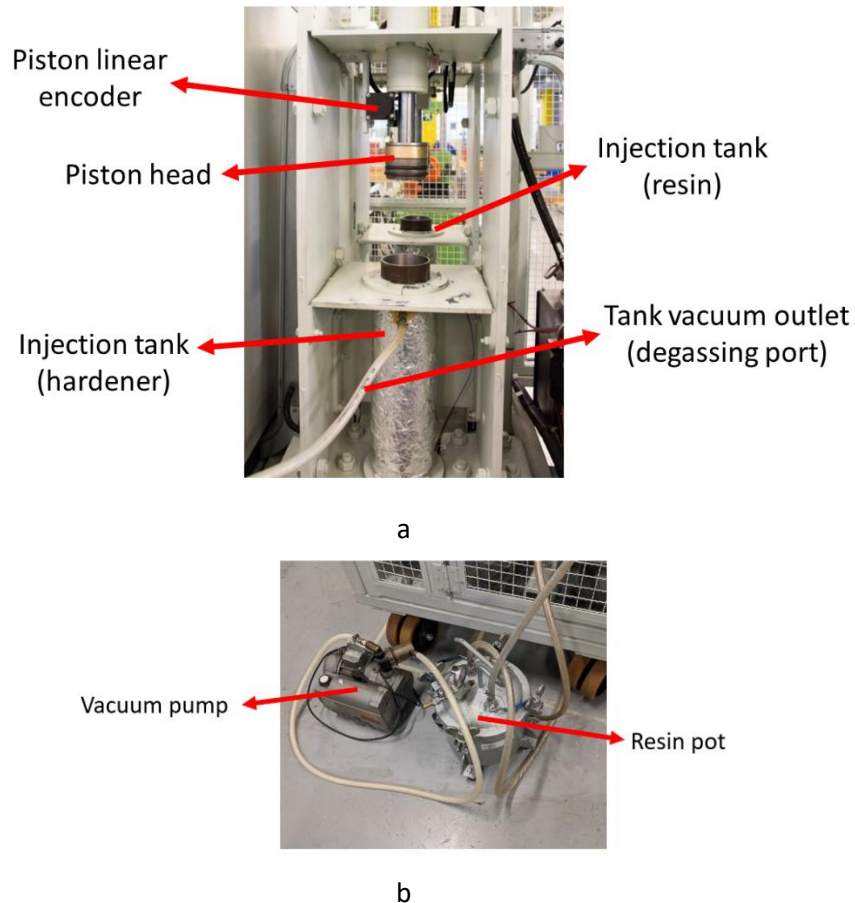 Piston linear
encoder
Piston head
Injection tank
(resin)
Injection tank
(hardener)
Tank vacuum outlet
(degassing port)
a
Vacuum pump
Resin pot
b